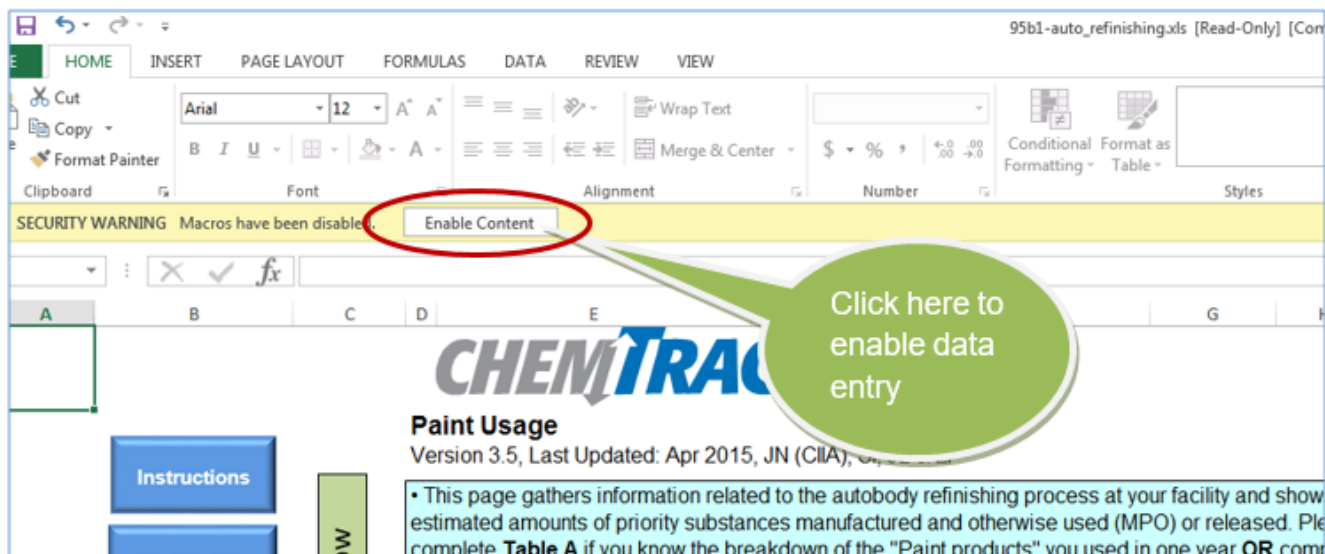 95b1-auto_refinishing.xls [Read-Only]
HOME INSERT PAGE LAYOUT FORMULAS DATA REVIEW VIEW
Cut
Arial 12 A A Wrap Text
Copy
Format Painter B I U A Merge & Center $ % , Conditional Formatting Format as Table
Clipboard Font Alignment Number Styles
SECURITY WARNING Macros have been disabled. Enable Content
fx
A B C D E G
Click here to
enable data
entry
Paint Usage
Version 3.5, Last Updated: Apr 2015, JN (CIIA),
Instructions
• This page gathers information related to the autobody refinishing process at your facility and show
estimated amounts of priority substances manufactured and otherwise used (MPO) or released.
complete Table A if you know the breakdown of the "Paint products" you used in one year OR